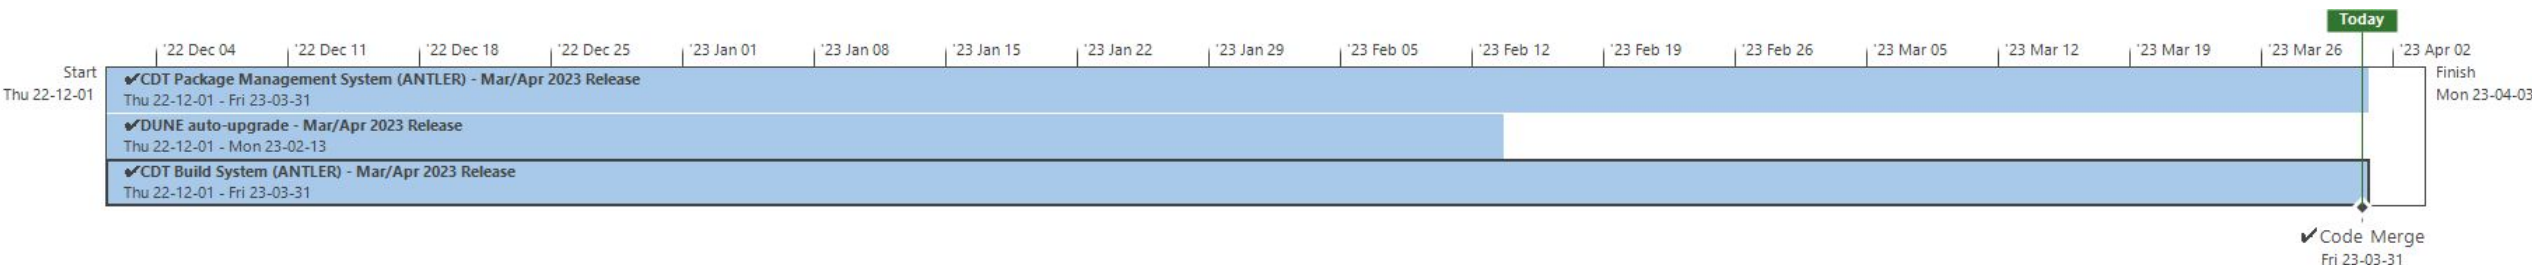 Today
'22 Dec 04 '22 Dec 11 '22 Dec 18 '22 Dec 25 '23 Jan 01 '23 Jan 08 '23 Jan 15 '23 Jan 22 '23 Jan 29 '23 Feb 05 '23 Feb 12 '23 Feb 19 '23 Feb 26 '23 Mar 05 '23 Mar 12 '23 Mar 19 '23 Mar 26 '23 Apr 02
Start
Thu 22-12-01
✔CDT Package Management System (ANTLER) - Mar/Apr 2023 Release
Thu 22-12-01 - Fri 23-03-31
✔DUNE auto-upgrade - Mar/Apr 2023 Release
Thu 22-12-01 - Mon 23-02-13
✔CDT Build System (ANTLER) - Mar/Apr 2023 Release
Thu 22-12-01 - Fri 23-03-31
Finish
Mon 23-04-03
✔Code Merge
Fri 23-03-31